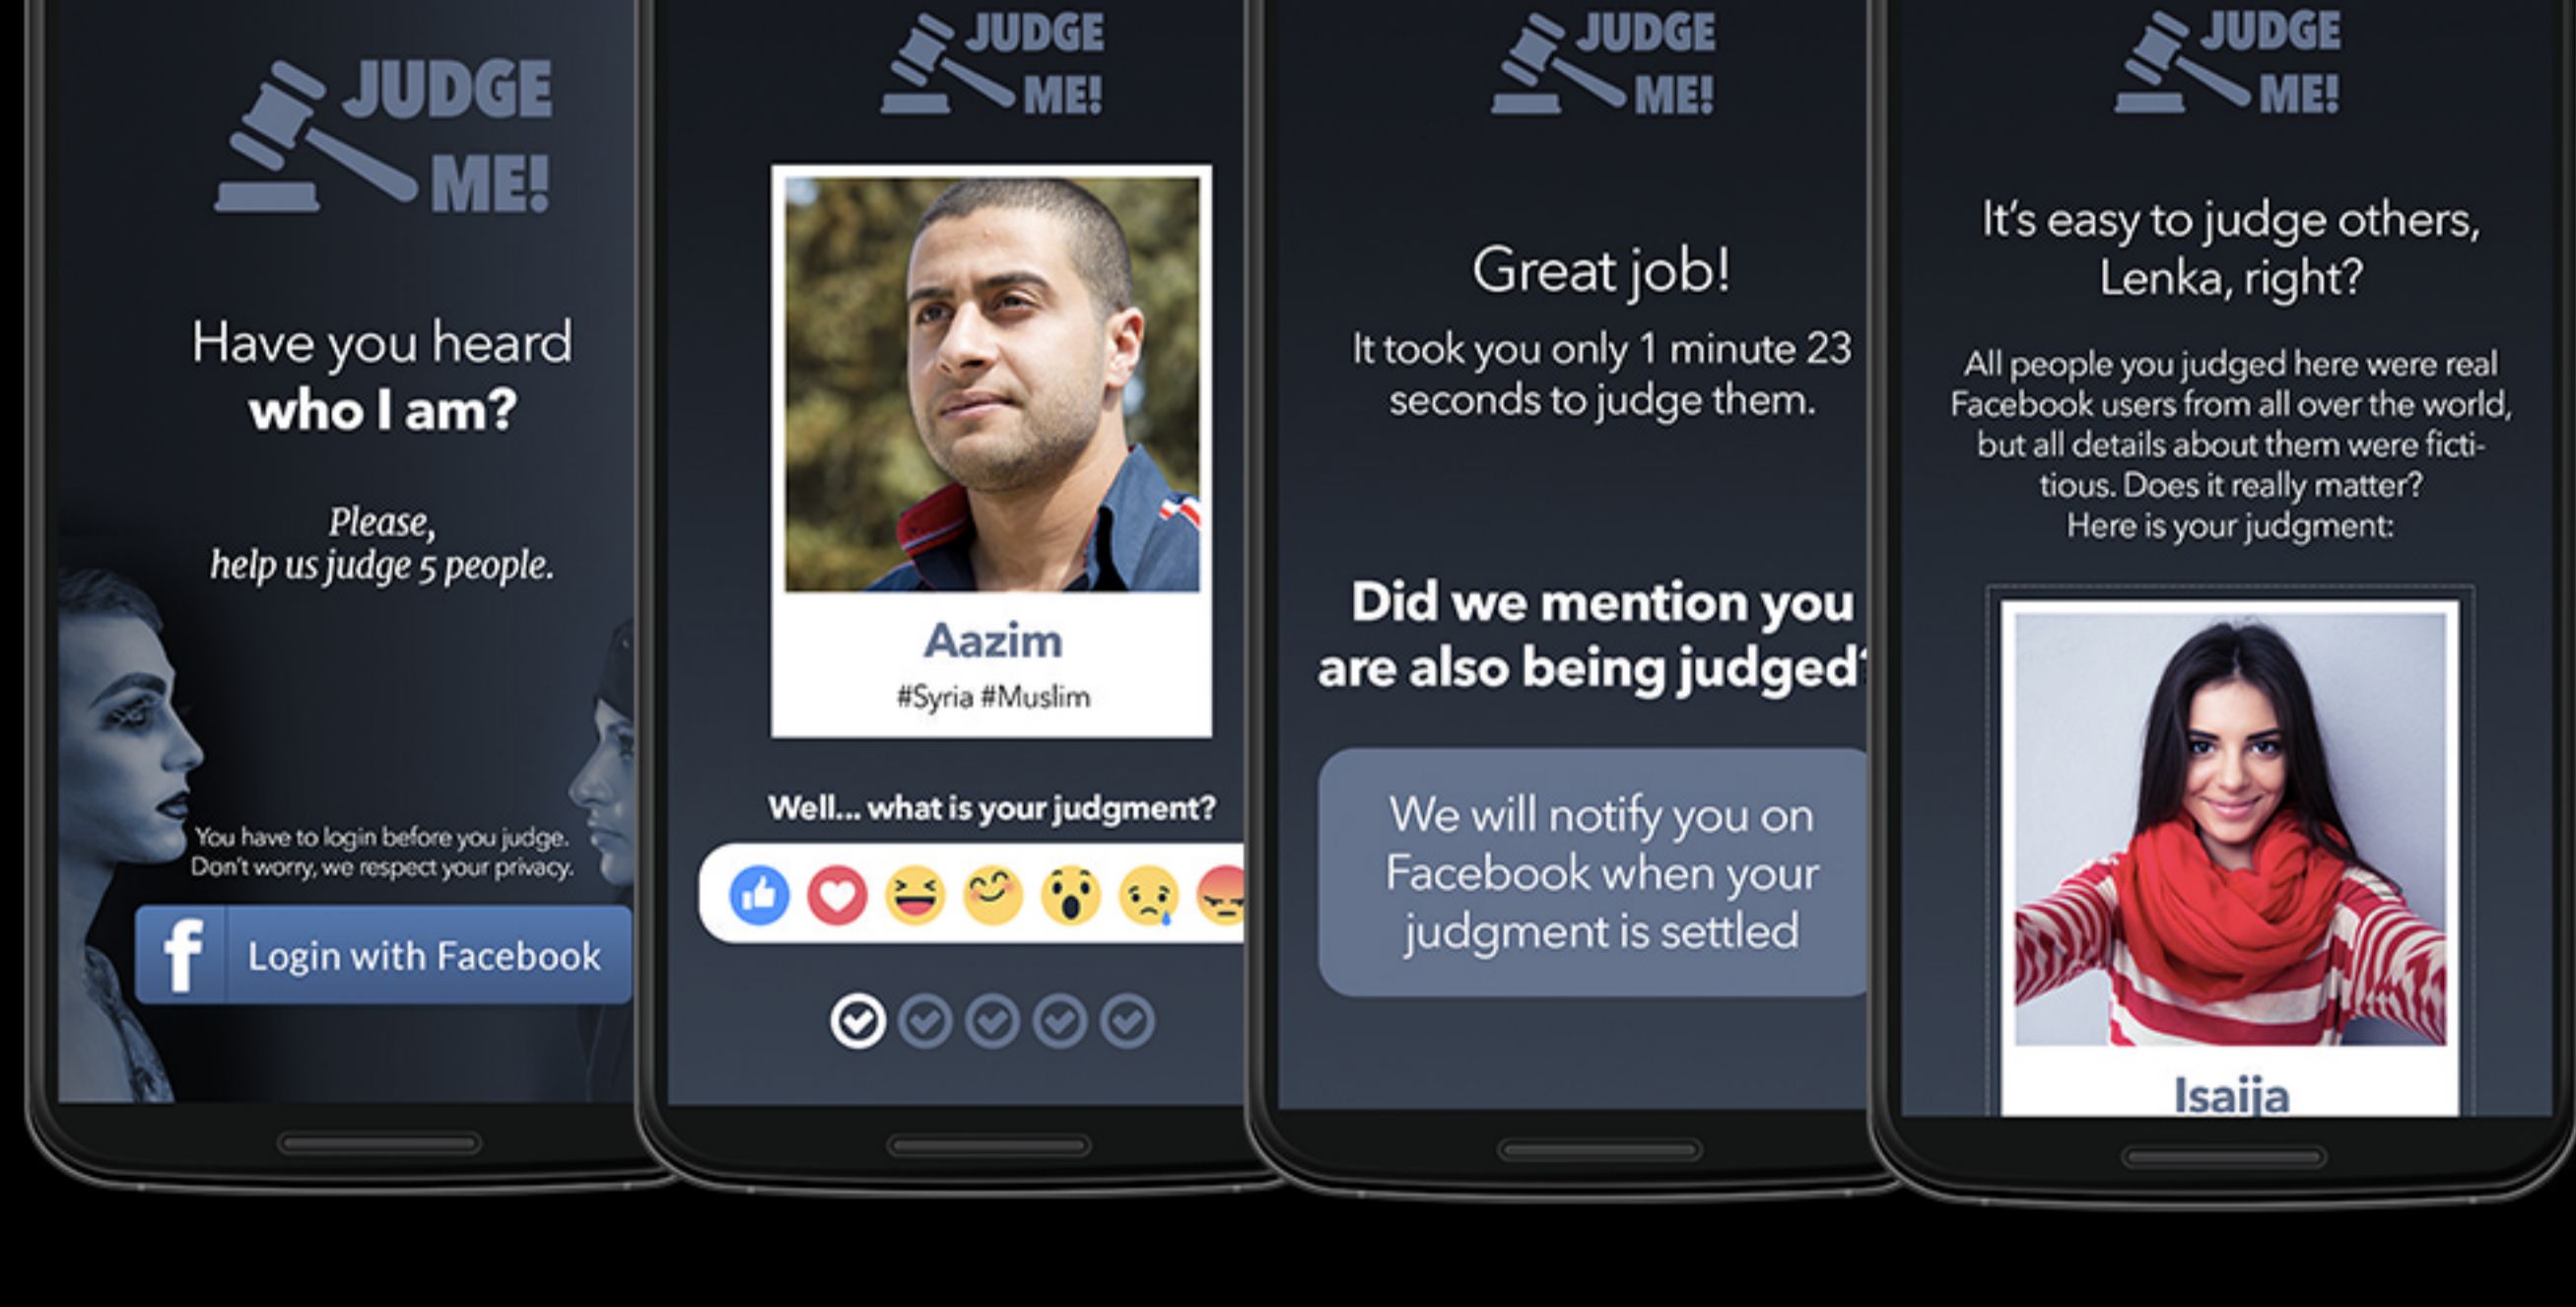 JUDGE
ME!
Have you heard
who I am?
Please,
help us judge 5 people.
You have to login before you judge.
Don't worry, we respect your privacy.
f Login with Facebook
JUDGE
ME!
Aazim
#Syria #Muslim
Well... what is your judgment?
JUDGE
ME!
Great job!
It took you only 1 minute 23
seconds to judge them.
Did we mention you
are also being judged?
We will notify you on
Facebook when your
judgment is settled
JUDGE
ME!
It's easy to judge others,
Lenka, right?
All people you judged here were real
Facebook users from all over the world,
but all details about them were ficti-
tious. Does it really matter?
Here is your judgment:
Isaija